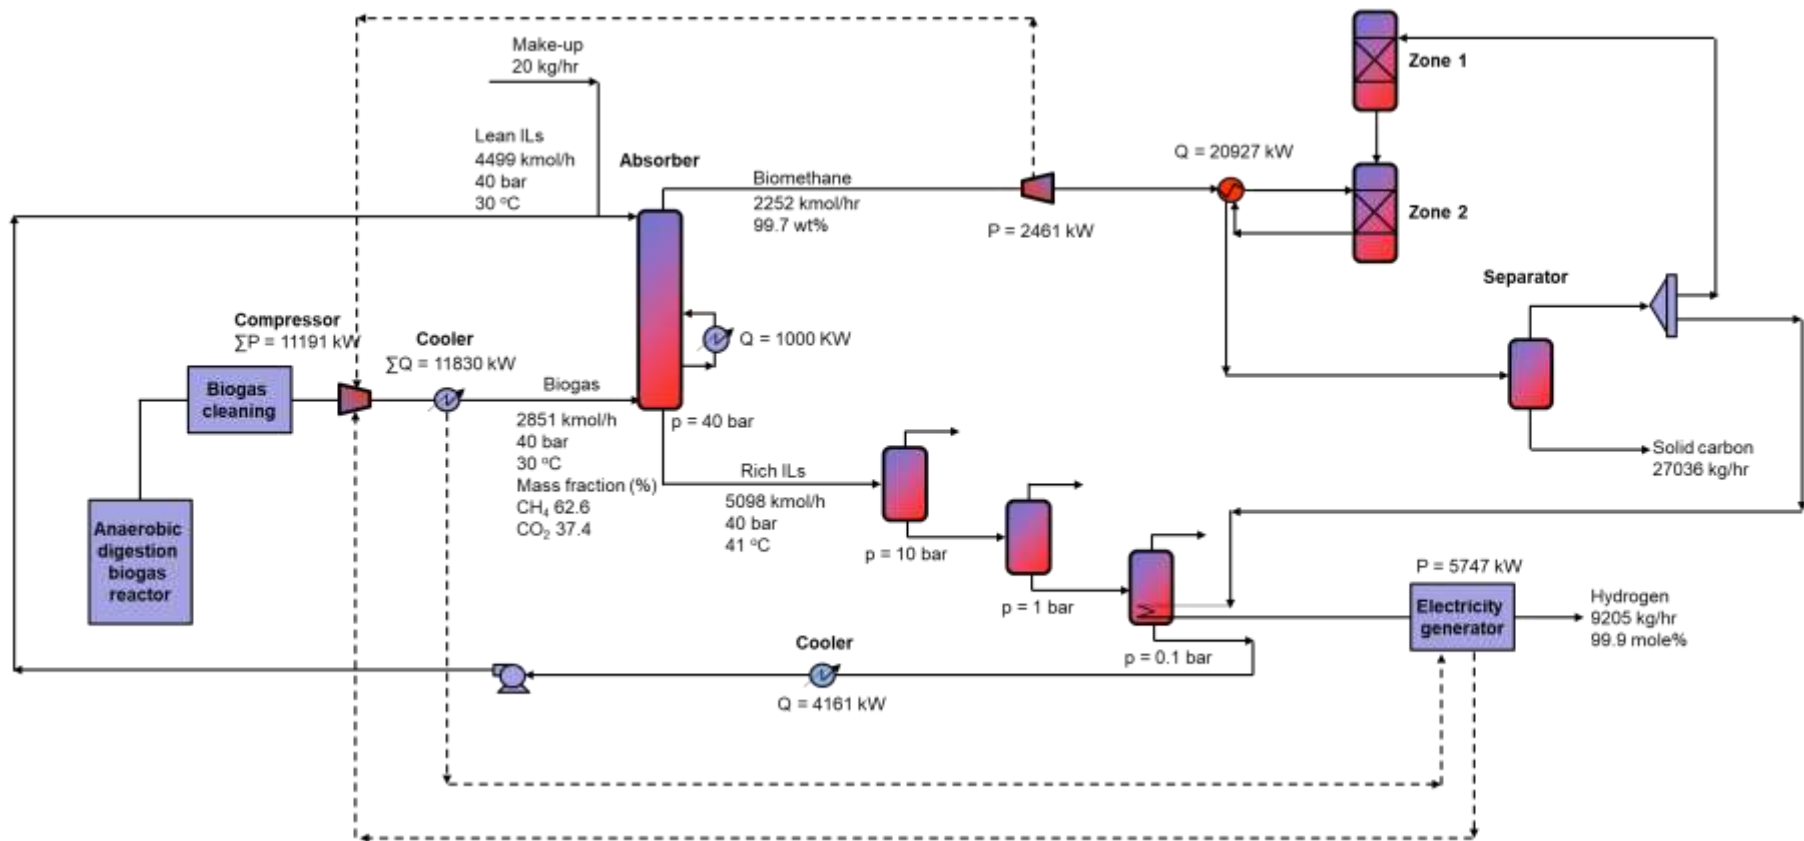 Make-up
20 kg/hr
Lean ILs
4499 kmol/h
40 bar
30 °C
Absorber
Biomethane
2252 kmol/hr
99.7 wt%
P = 2461 kW
Q = 20927 kW
Zone 1
Zone 2
Separator
Compressor
∑P = 11191 kW
Cooler
∑Q = 11830 kW
Q = 1000 KW
Biogas
cleaning
Biogas
2851 kmol/h
40 bar
30 °C
Mass fraction (%)
CH₄ 62.6
CO₂ 37.4
p = 40 bar
Rich ILs
5098 kmol/h
40 bar
41 °C
Solid carbon
27036 kg/hr
Anaerobic
digestion
biogas
reactor
p = 10 bar
p = 1 bar
p = 0.1 bar
P = 5747 kW
Electricity
generator
Hydrogen
9205 kg/hr
99.9 mole%
Cooler
Q = 4161 kW